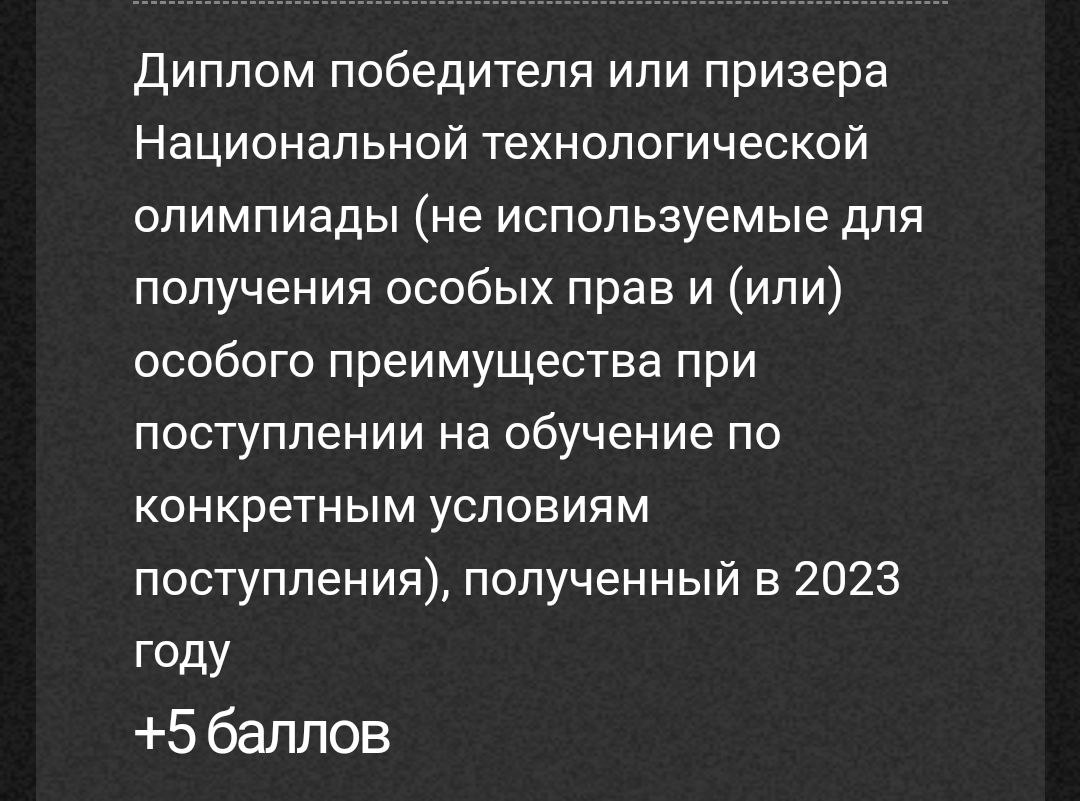 Диплом победителя или призера
Национальной технологической
олимпиады (не используемые для
получения особых прав и (или)
особого преимущества при
поступлении на обучение по
конкретным условиям
поступления), полученный в 2023
году
+5 баллов